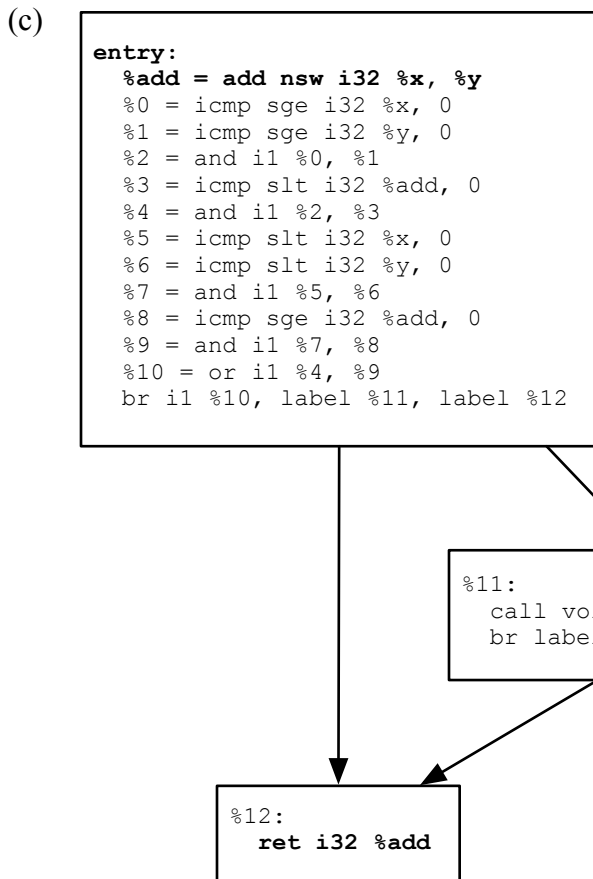 (c)
entry:
%add = add nsw i32 %x, %y
%0 = icmp sge i32 %x, 0
%1 = icmp sge i32 %y, 0
%2 = and i1 %0, %1
%3 = icmp slt i32 %add, 0
%4 = and i1 %2, %3
%5 = icmp slt i32 %x, 0
%6 = icmp slt i32 %y, 0
%7 = and i1 %5, %6
%8 = icmp sge i32 %add, 0
%9 = and i1 %7, %8
%10 = or i1 %4, %9
br i1 %10, label %11, label %12
%11:
call
br
%12:
ret i32 %add